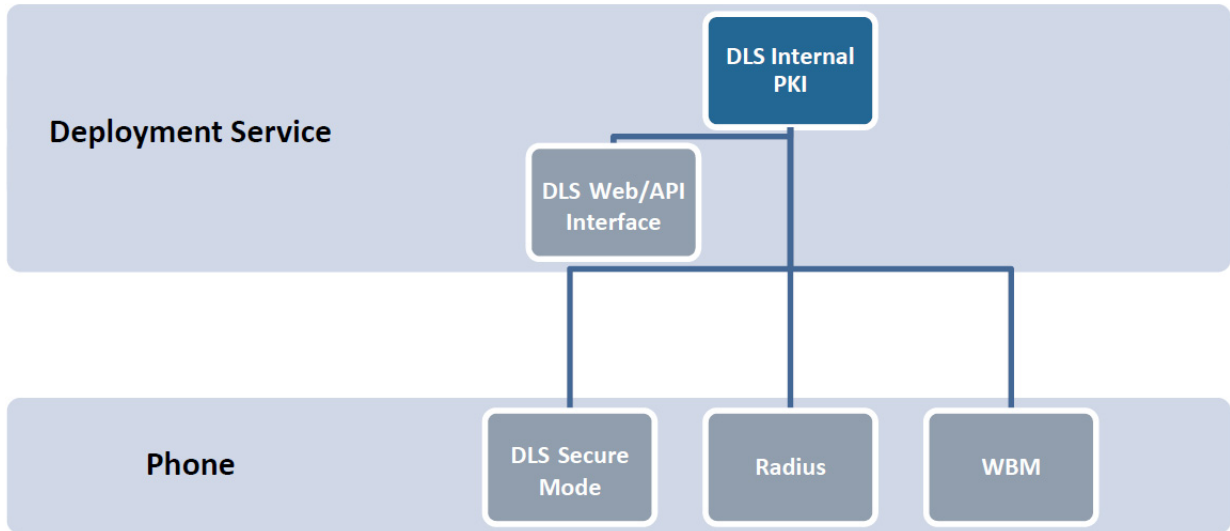 DLS Internal
PKI
Deployment Service
DLS Web/API
Interface
Phone
DLS Secure
Mode
Radius
WBM